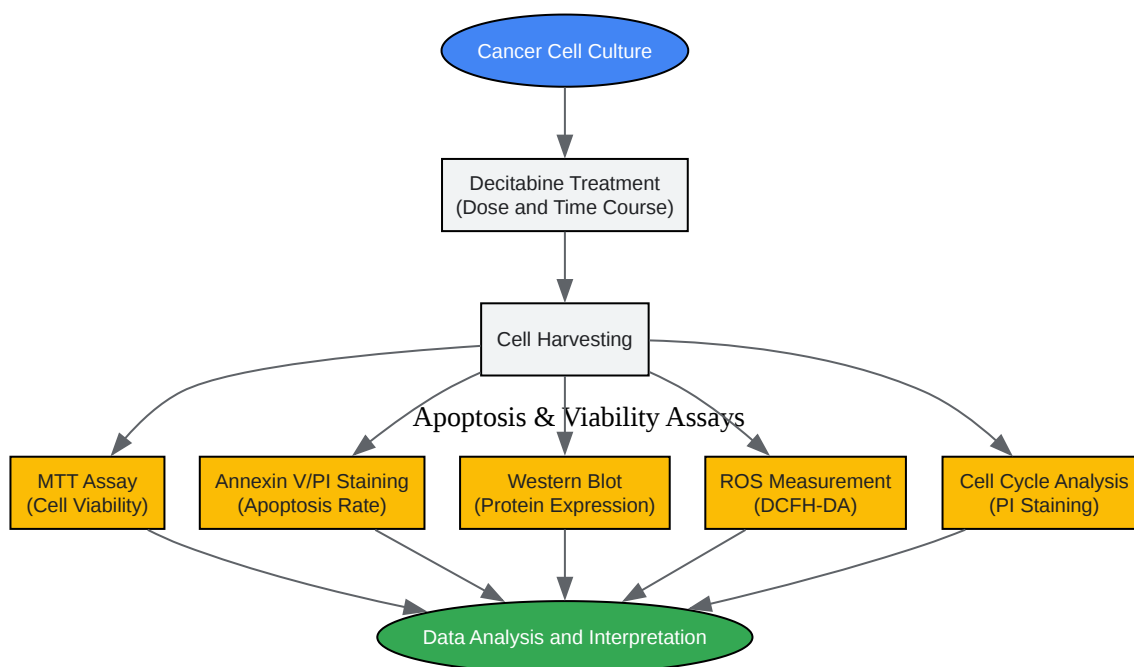 Cancer Cell Culture
Decitabine Treatment
(Dose and Time Course)
Cell Harvesting
Apoptosis & Viability Assays
MTT Assay
(Cell Viability)
Annexin V/PI Staining
(Apoptosis Rate)
Western Blot
(Protein Expression)
ROS Measurement
(DCFH-DA)
Cell Cycle Analysis
(PI Staining)
Data Analysis and Interpretation